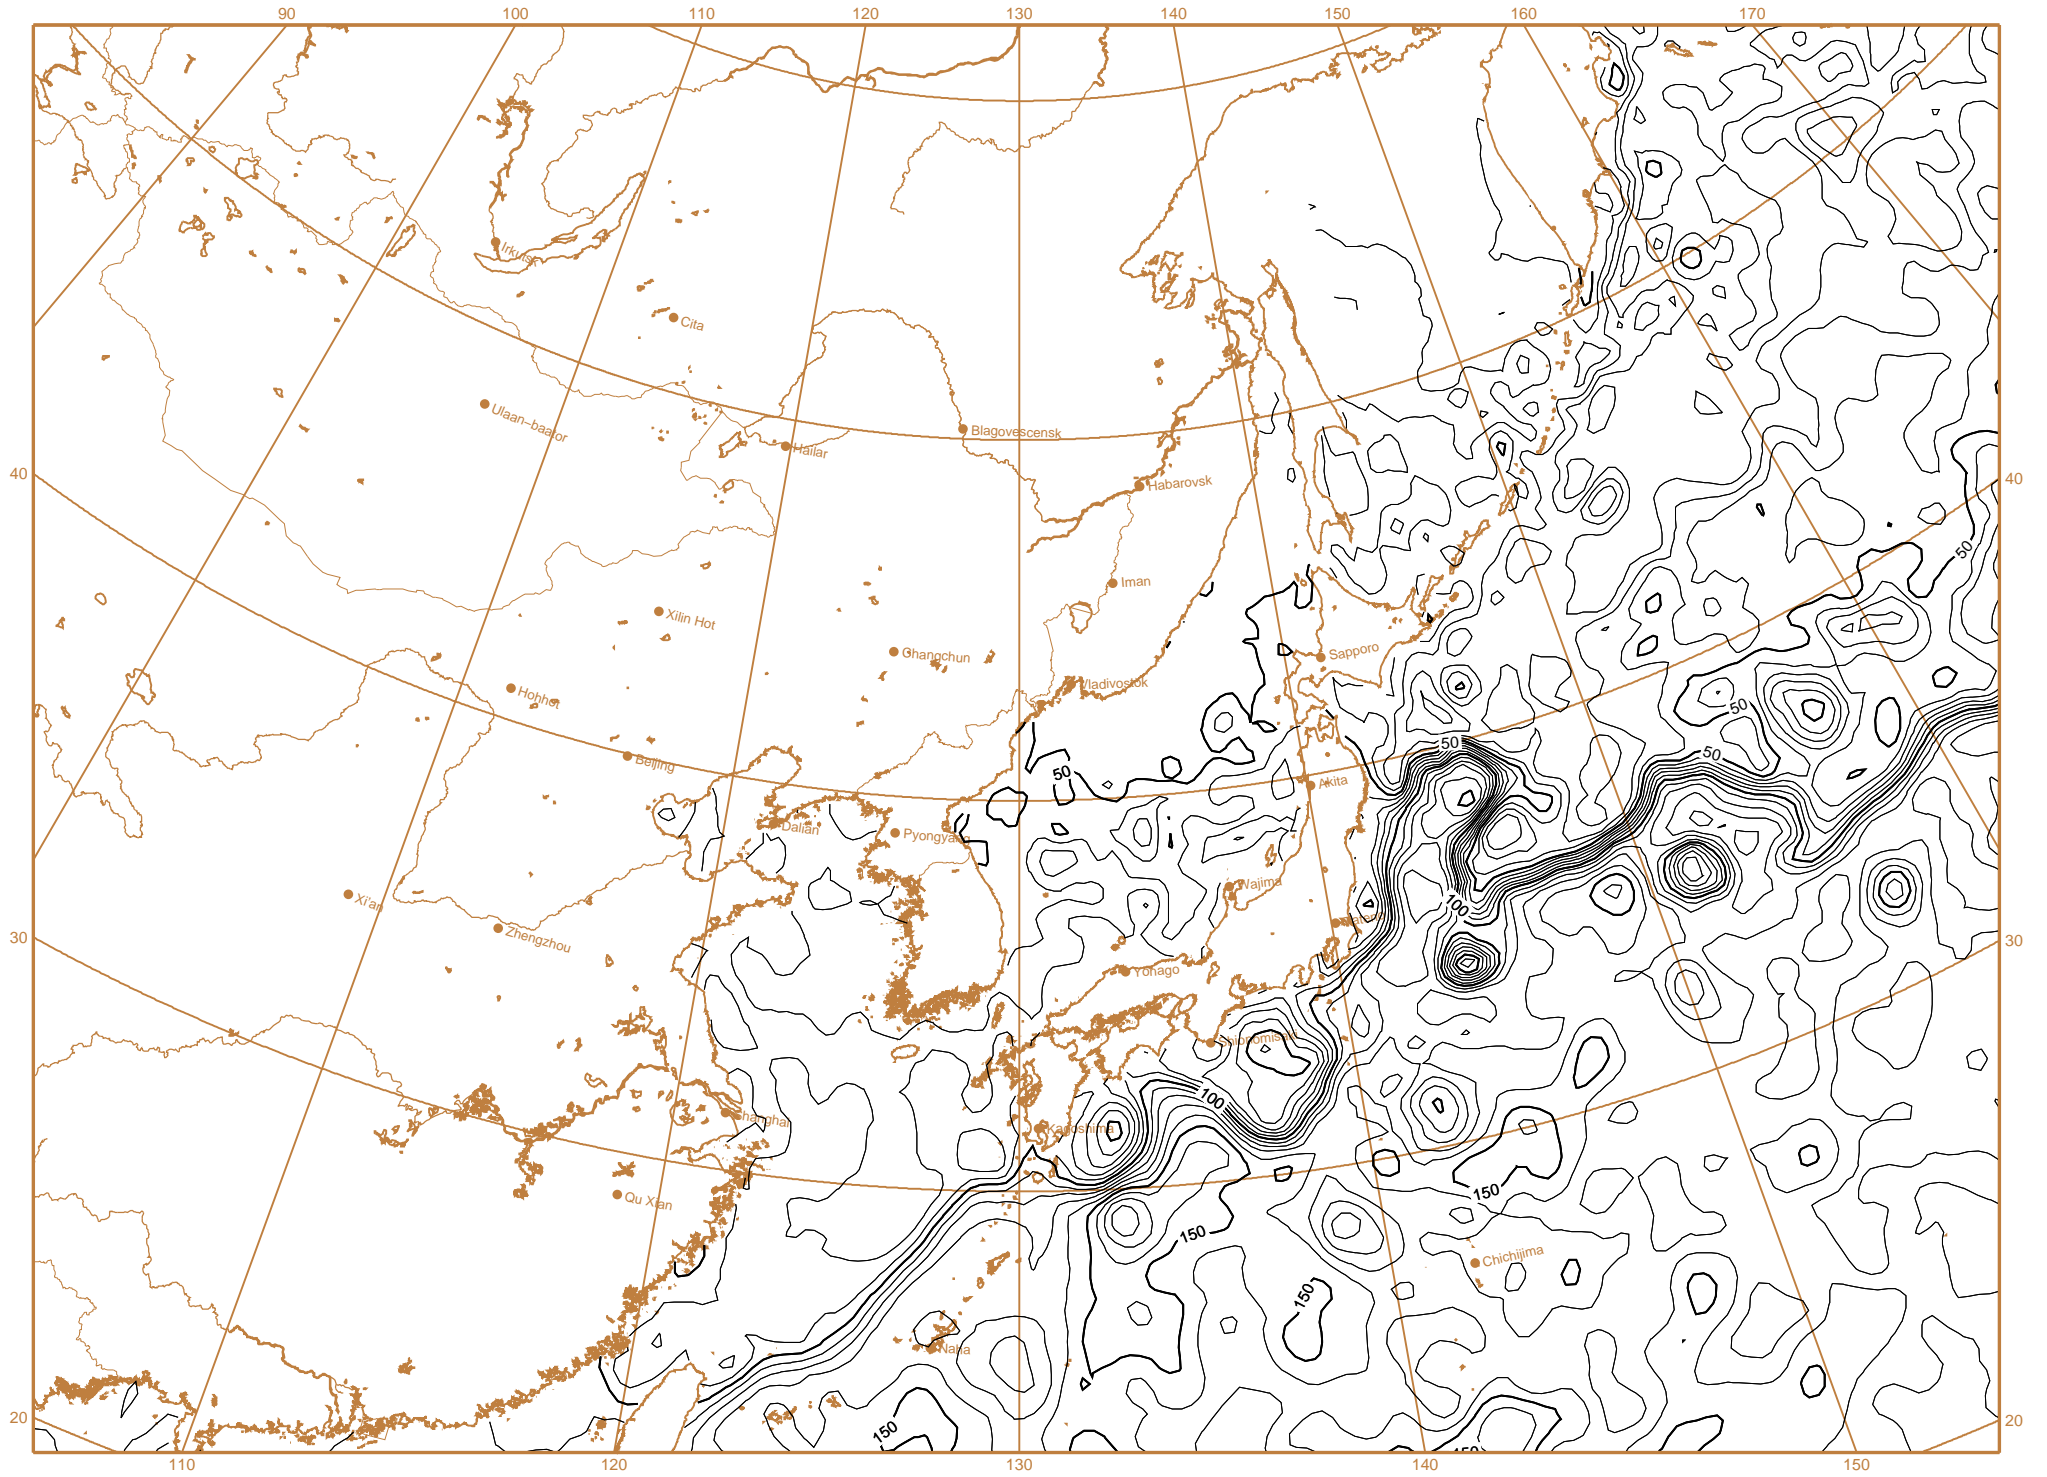 90 100 110 120 130 140 150 160 170
Irkutsk
Cita
Ulaan-baator
Hailar
Blagovescensk
40
Habarovsk
40
50
Iman
Xilin Hot
Changchun
Sapporo
Vladivostok
Hohhot
50
50
50
Beijing
50
Akita
Dalian
Pyongyang
Wajima
Xi'an
100
Zhengzhou
30
30
Yonago
Shionomisaki
100
Shanghai
Kagoshima
150
Qu Xian
150
Chichijima
150
Naha
20
150
20
150
110 120 130 140 150